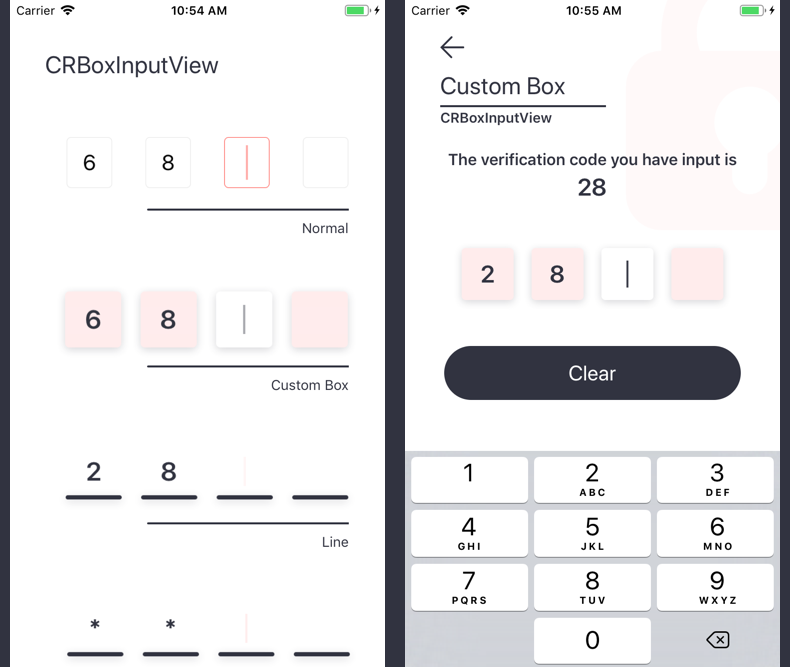 Carrier 10:54 AM
CRBoxInputView
6 8
Normal
6 8
Custom Box
2 8
Line
* *
Carrier 10:55 AM
Custom Box
CRBoxInputView
The verification code you have input is
28
2 8
Clear
1 2 3
ABC DEF
4 5 6
GHI JKL MNO
7 8 9
PQRS TUV WXYZ
0